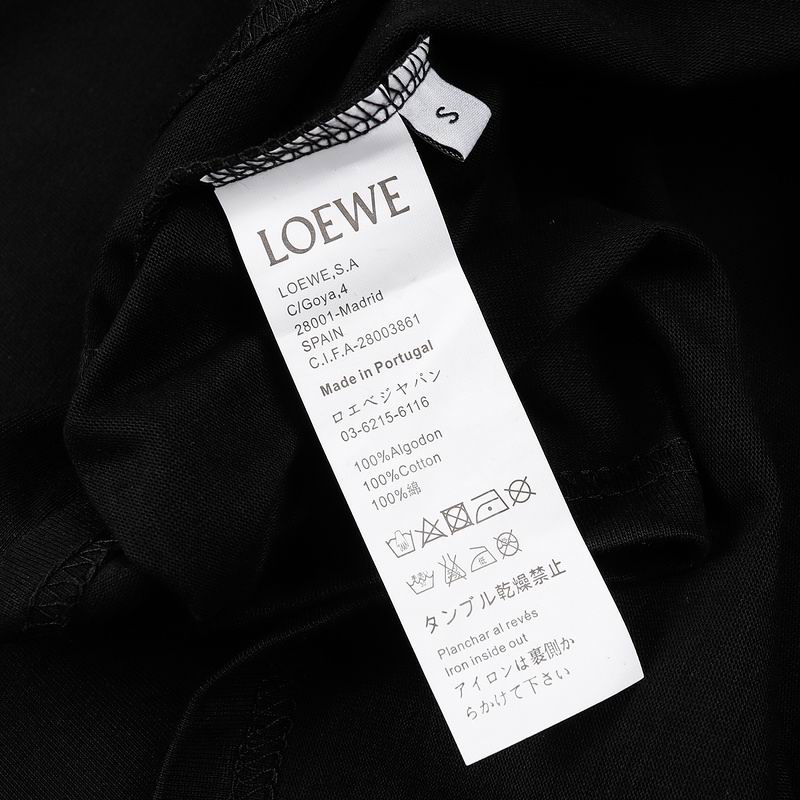 S
LOEWE
LOEWE,S.A
C/Goya,4
28001-Madrid
SPAIN
C.I.F.A-28003861
Made in Portugal
ロエベジャパン
03-6215-6116
100%Algodon
100%Cotton
100%綿
タンブル乾燥禁止
Planchar al revés
Iron inside out
アイロンは裏側か
らかけて下さい